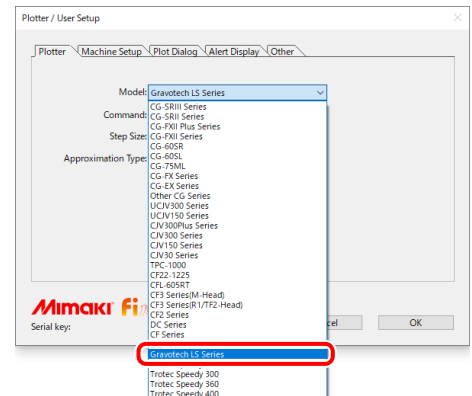 Plotter / User Setup
Plotter Machine Setup Plot Dialog Alert Display Other
Model: Gravotech LS Series
CG-SRIII Series
Command: CG-SRII Series
CG-FXII Plus Series
Step Size: CG-FXII Series
CG-60SR
Approximation Type: CG-60SL
CG-75ML
CG-FX Series
CG-EX Series
Other CG Series
UCJV300 Series
UCJV150 Series
CJV300Plus Series
CJV300 Series
CJV150 Series
CJV30 Series
TPC-1000
CF22-1225
CFL-605RT
CF3 Series(M-Head)
CF3 Series(R1/TF2-Head)
CF2 Series
DC Series
CF Series
Mimaki
Serial key:
OK
Gravotech LS Series
Trotec Speedy 300
Trotec Speedy 360
Trotec Speedy 400